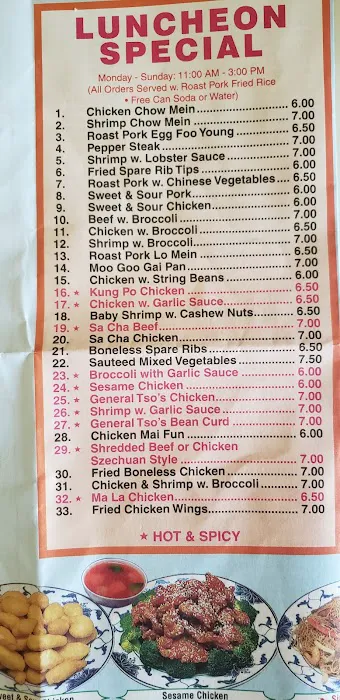 LUNCHEON
SPECIAL
Monday - Sunday: 11:00 AM - 3:00 PM
(All Orders Served w. Roast Pork Fried Rice
• Free Can Soda or Water)
1. Chicken Chow Mein 6.00
2. Shrimp Chow Mein 7.00
3. Roast Pork Egg Foo Young 6.50
4. Pepper Steak 7.00
5. Shrimp w. Lobster Sauce 7.00
6. Fried Spare Rib Tips 6.00
7. Roast Pork w. Chinese Vegetables 6.50
8. Sweet & Sour Pork 6.00
9. Sweet & Sour Chicken 6.00
10. Beef w. Broccoli 7.00
11. Chicken w. Broccoli 6.50
12. Shrimp w. Broccoli 7.00
13. Roast Pork Lo Mein 6.50
14. Moo Goo Gai Pan 7.00
15. Chicken w. String Beans 6.00
16. ★ Kung Po Chicken 6.50
17. ★ Chicken w. Garlic Sauce 6.50
18. Baby Shrimp w. Cashew Nuts 6.50
19. ★ Sa Cha Beef 7.00
20. Sa Cha Chicken 7.00
21. Boneless Spare Ribs 6.50
22. Sauteed Mixed Vegetables 7.50
23. ★ Broccoli with Garlic Sauce 6.00
24. ★ Sesame Chicken 6.00
25. ★ General Tso's Chicken 7.00
26. ★ Shrimp w. Garlic Sauce 7.00
27. ★ General Tso's Bean Curd 7.00
28. Chicken Mai Fun 6.00
29. ★ Shredded Beef or Chicken
Szechuan Style 7.00
30. Fried Boneless Chicken 7.00
31. Chicken & Shrimp w. Broccoli 7.00
32. ★ Ma La Chicken 6.50
33. Fried Chicken Wings 7.00
★ HOT & SPICY
Sesame Chicken